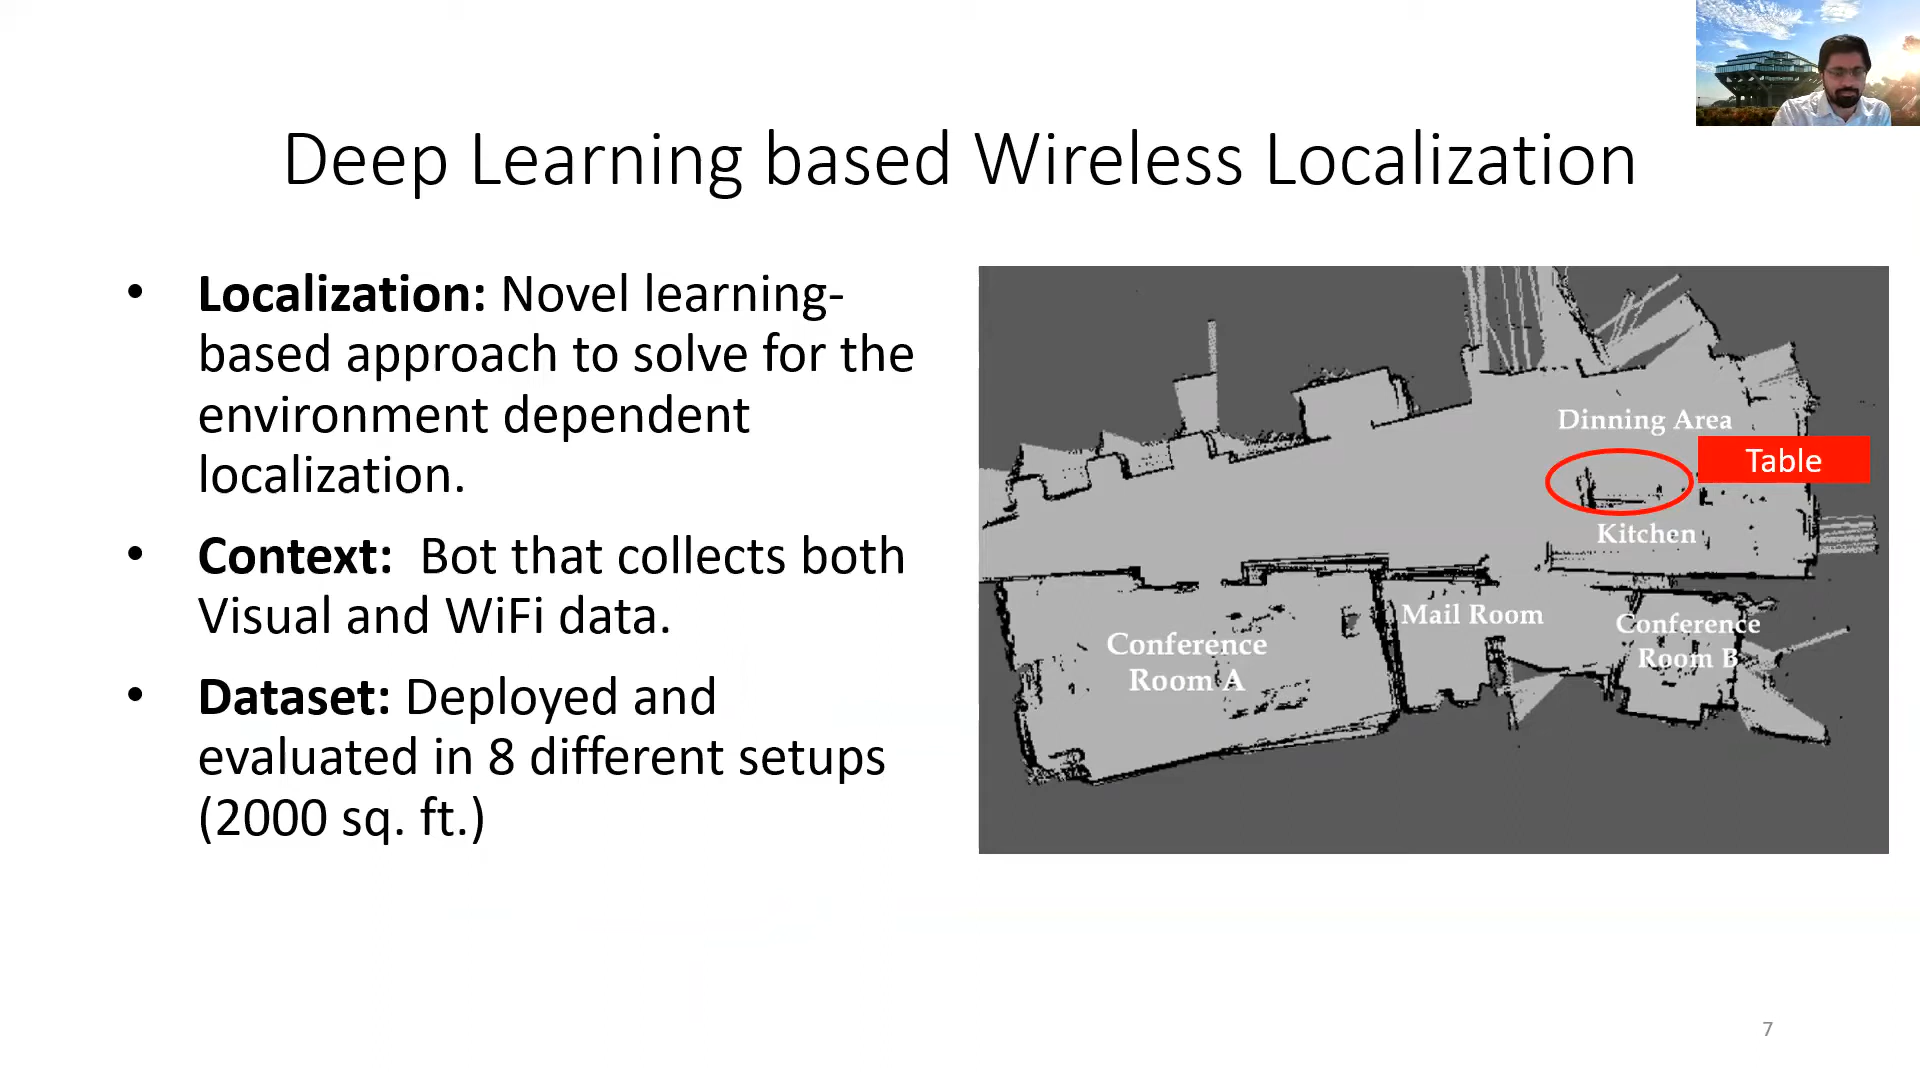 Deep Learning based Wireless Localization
• Localization: Novel learning-
based approach to solve for the
environment dependent
localization.
• Context: Bot that collects both
Visual and WiFi data.
• Dataset: Deployed and
evaluated in 8 different setups
(2000 sq. ft.)
Dinning Area
Table
Kitchen
Mail Room
Conference
Room A
Conference
Room B
7